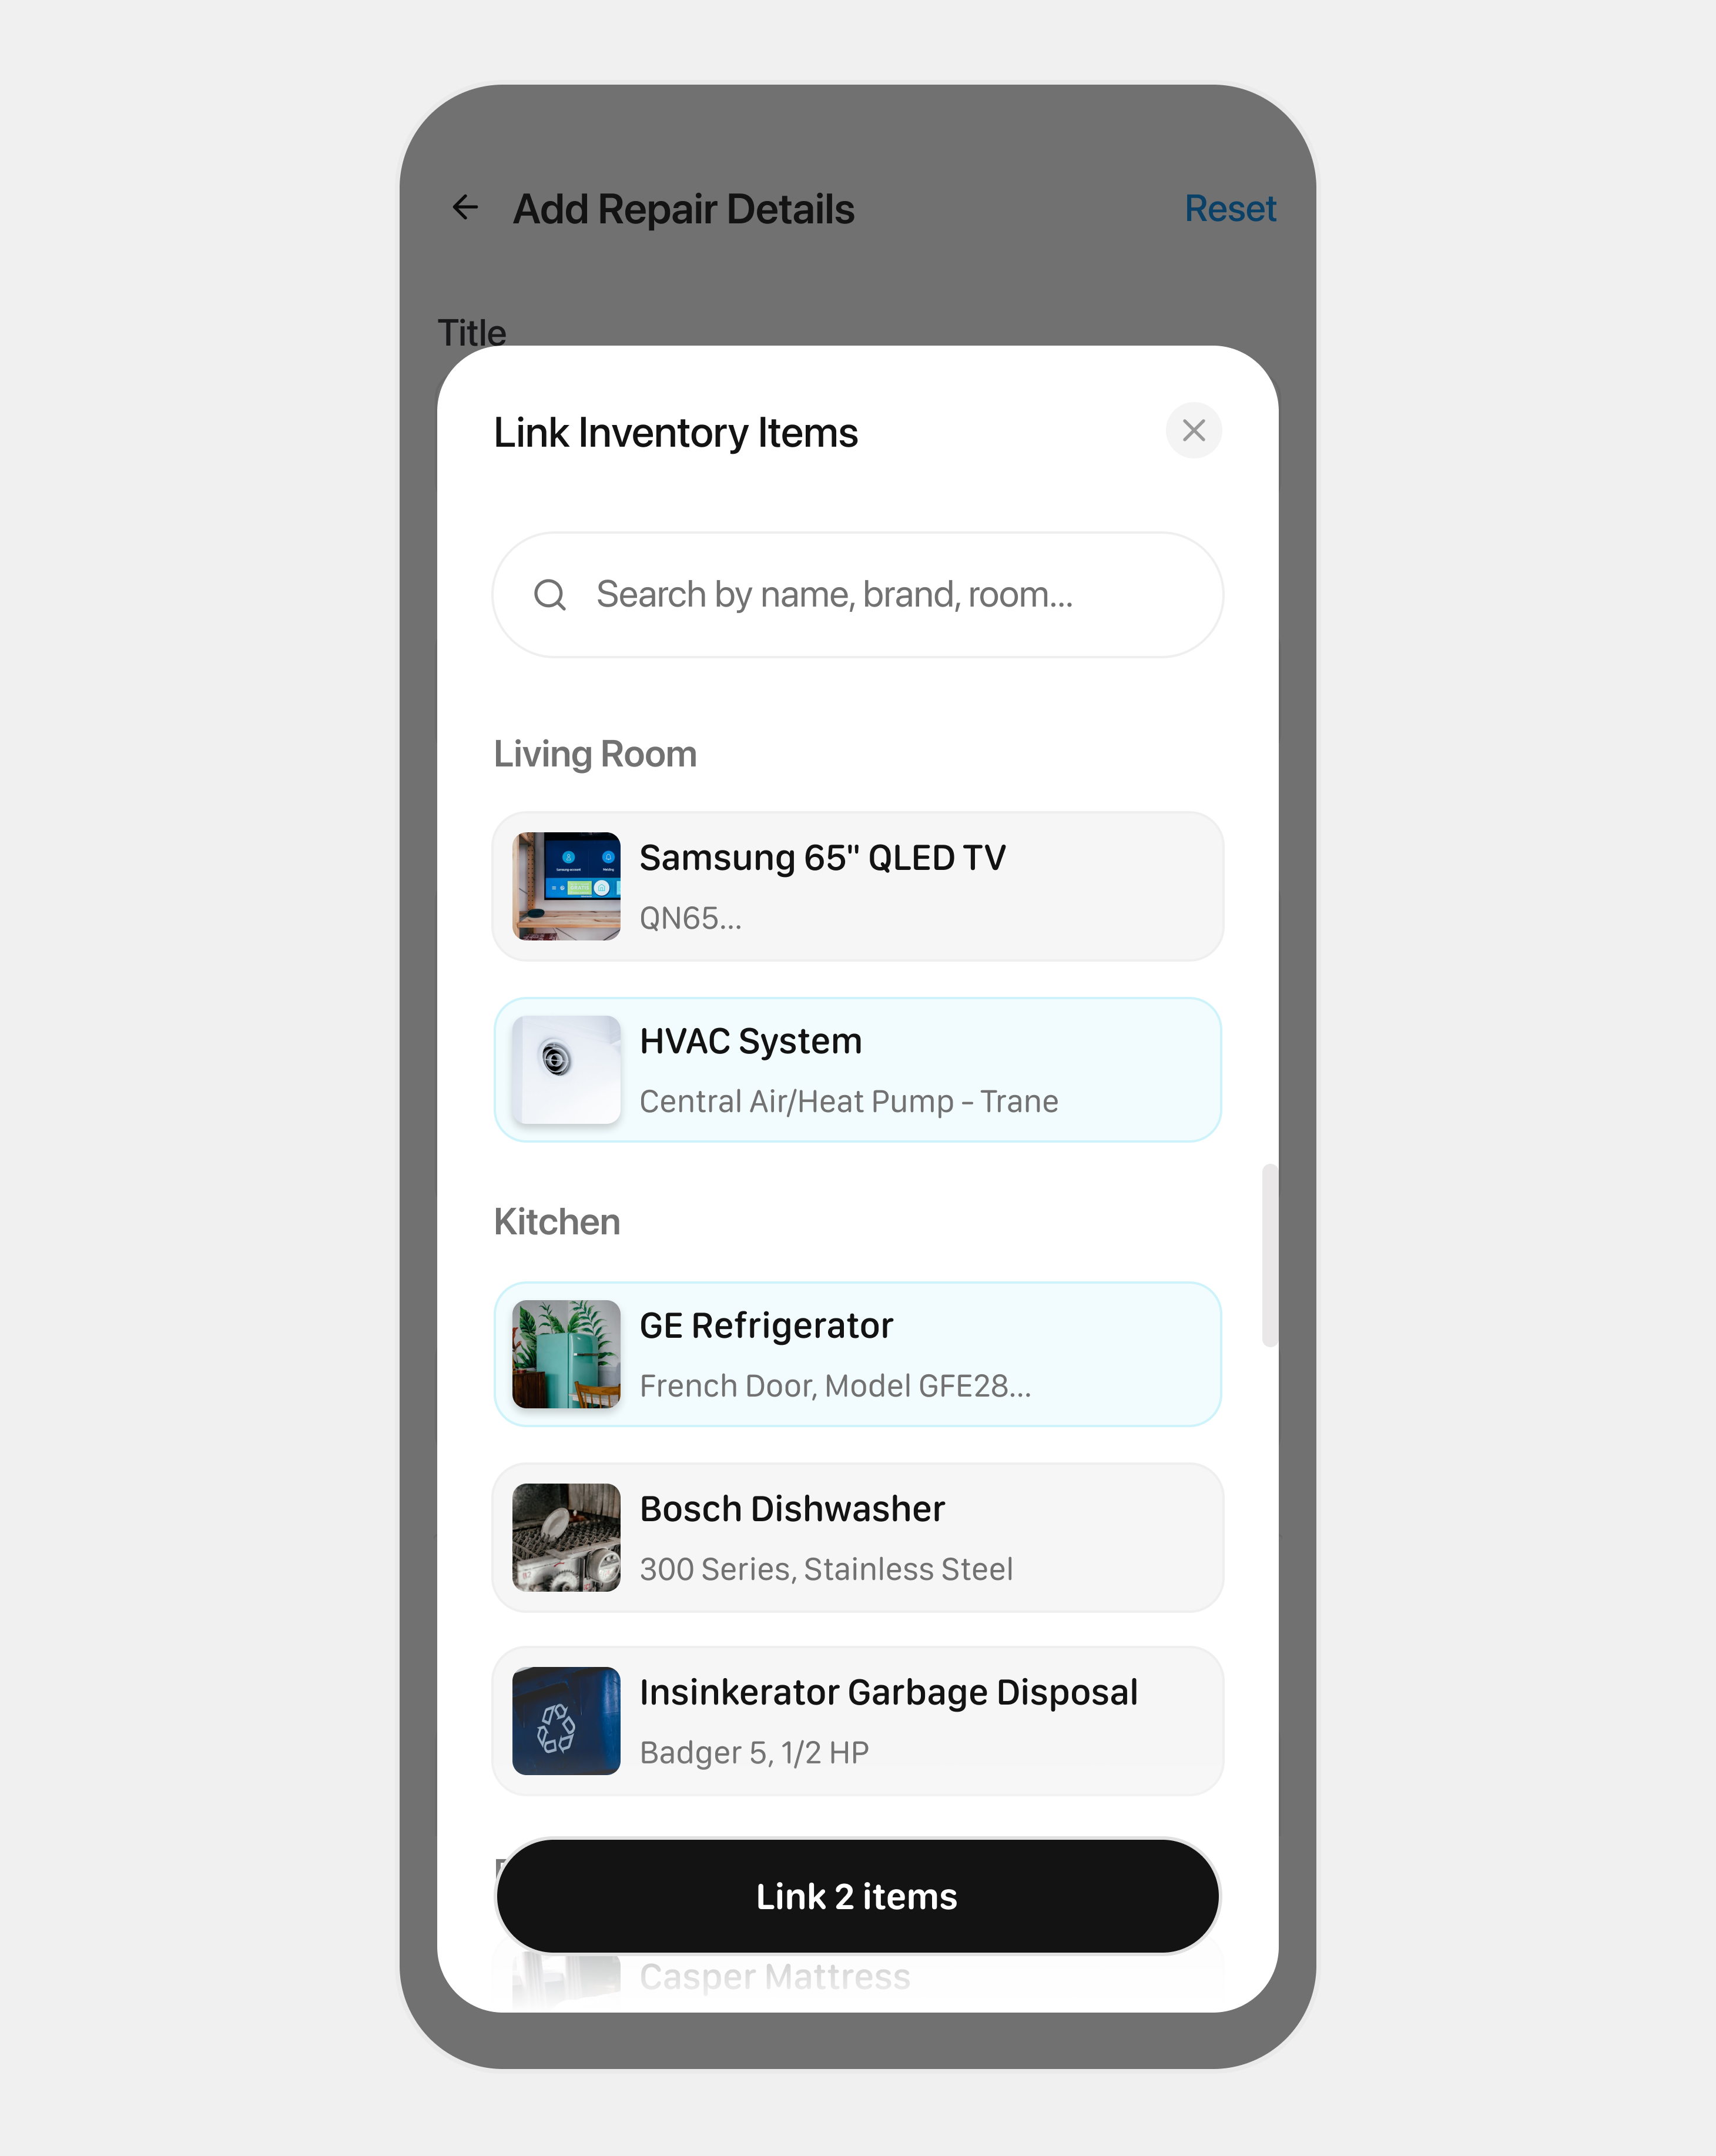 Add Repair Details
Reset
Title
Link Inventory Items
Search by name, brand, room...
Living Room
Samsung 65" QLED TV
QN65...
HVAC System
Central Air/Heat Pump - Trane
Kitchen
GE Refrigerator
French Door, Model GFE28...
Bosch Dishwasher
300 Series, Stainless Steel
Insinkerator Garbage Disposal
Badger 5, 1/2 HP
Link 2 items
Casper Mattress